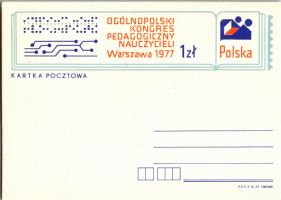 OGÓLNOPOLSKI
KONGRES
PEDAGOGICZNY
NAUCZYCIELI
Warszawa 1977
1zł
Polska
KARTKA POCZTOWA